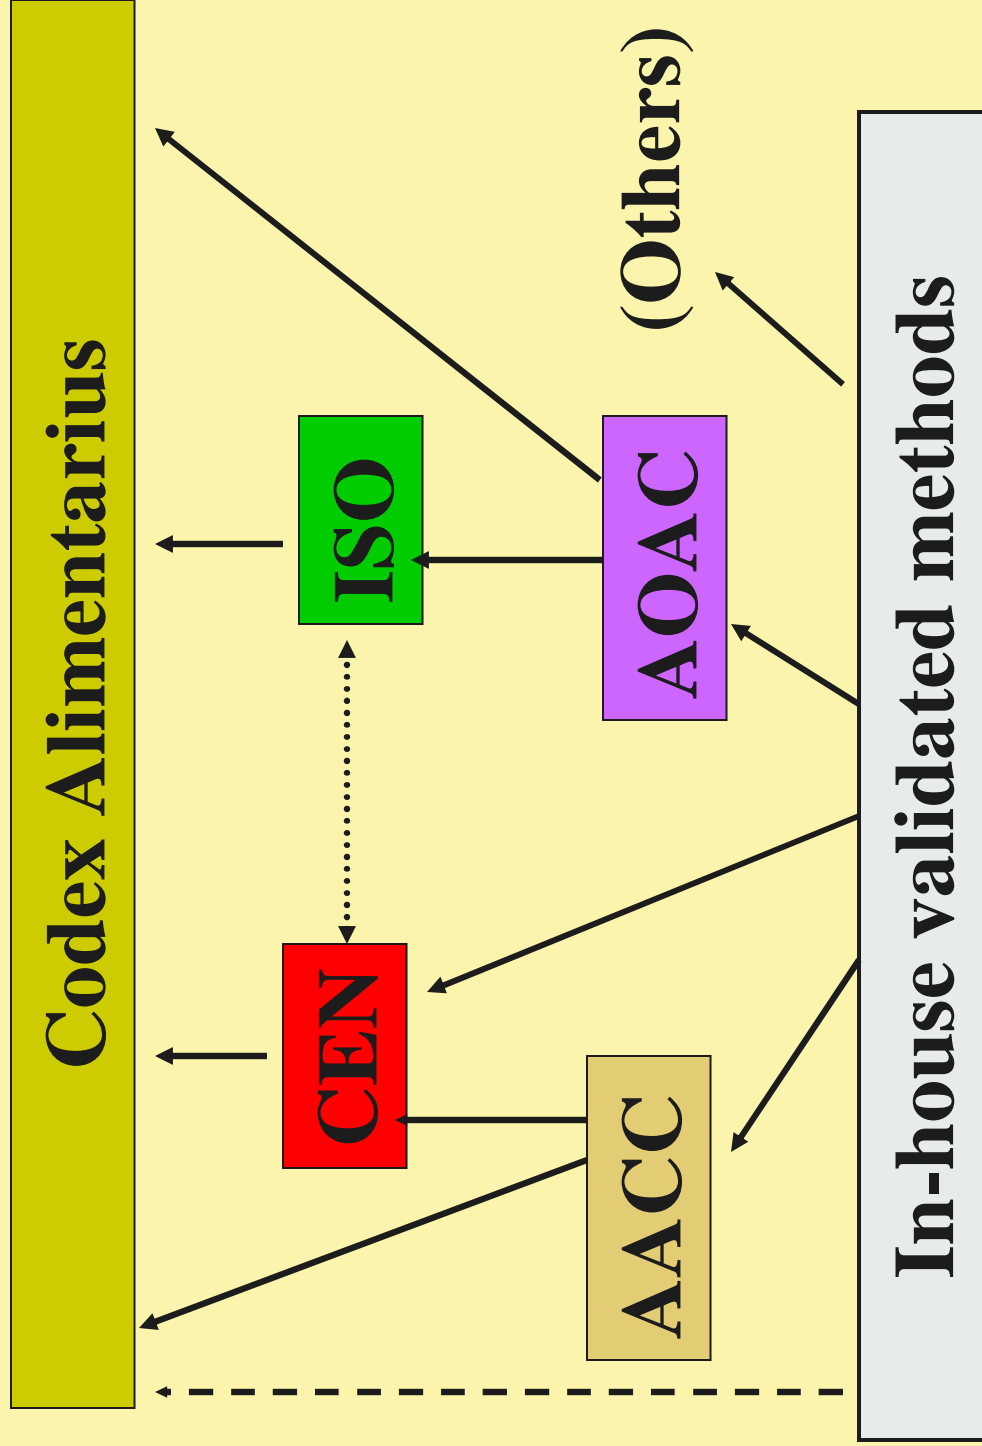 Codex Alimentarius
CEN
ISO
AACC
AOAC
(Others)
In-house validated methods